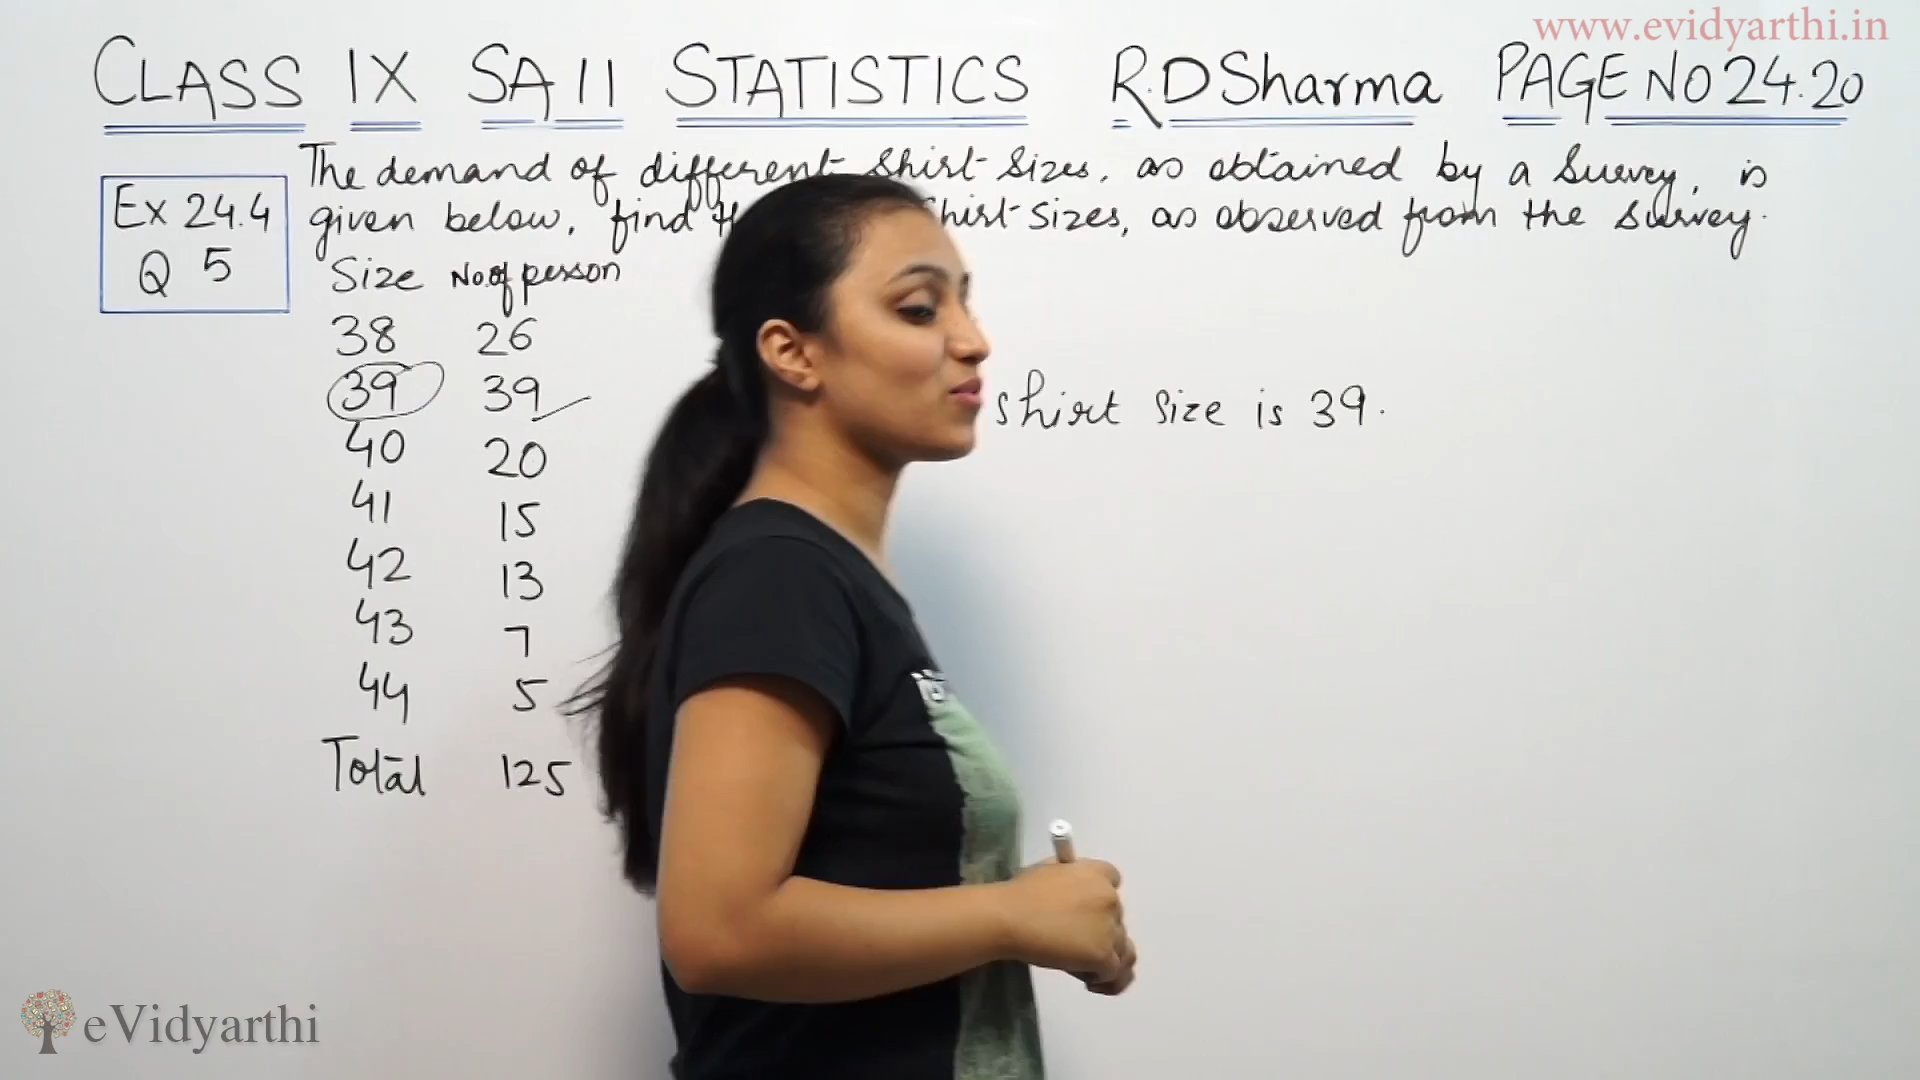 www.evidyarthi.in
CLASS IX SA II STATISTICS R.D Sharma PAGE NO 24.20
Ex 24.4
Q 5
The demand of different shirt sizes, as obtained by a survey, is
given below, find shirt sizes, as observed from the survey.
Size No. of person
38 26
39 39
40 20
41 15
42 13
43 7
44 5
Total 125
shirt size is 39.
eVidyarthi